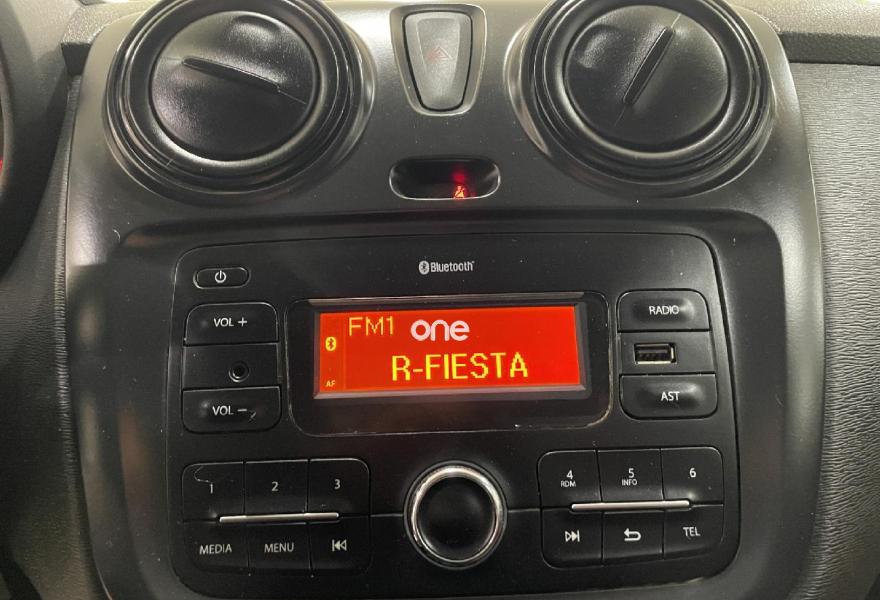 Bluetooth
VOL +
RADIO
FM1
one
R-FIESTA
AF
VOL -
AST
1
2
3
4
RDM
5
INFO
6
MEDIA
MENU
TEL